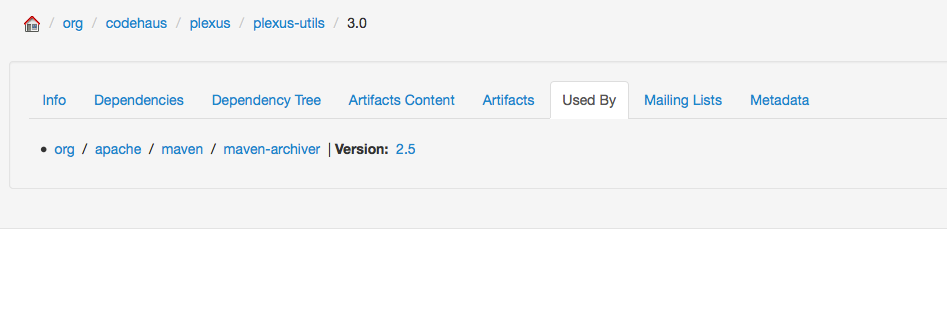 / org / codehaus / plexus / plexus-utils / 3.0
Info Dependencies Dependency Tree Artifacts Content Artifacts Used By Mailing Lists Metadata
• org / apache / maven / maven-archiver | Version: 2.5